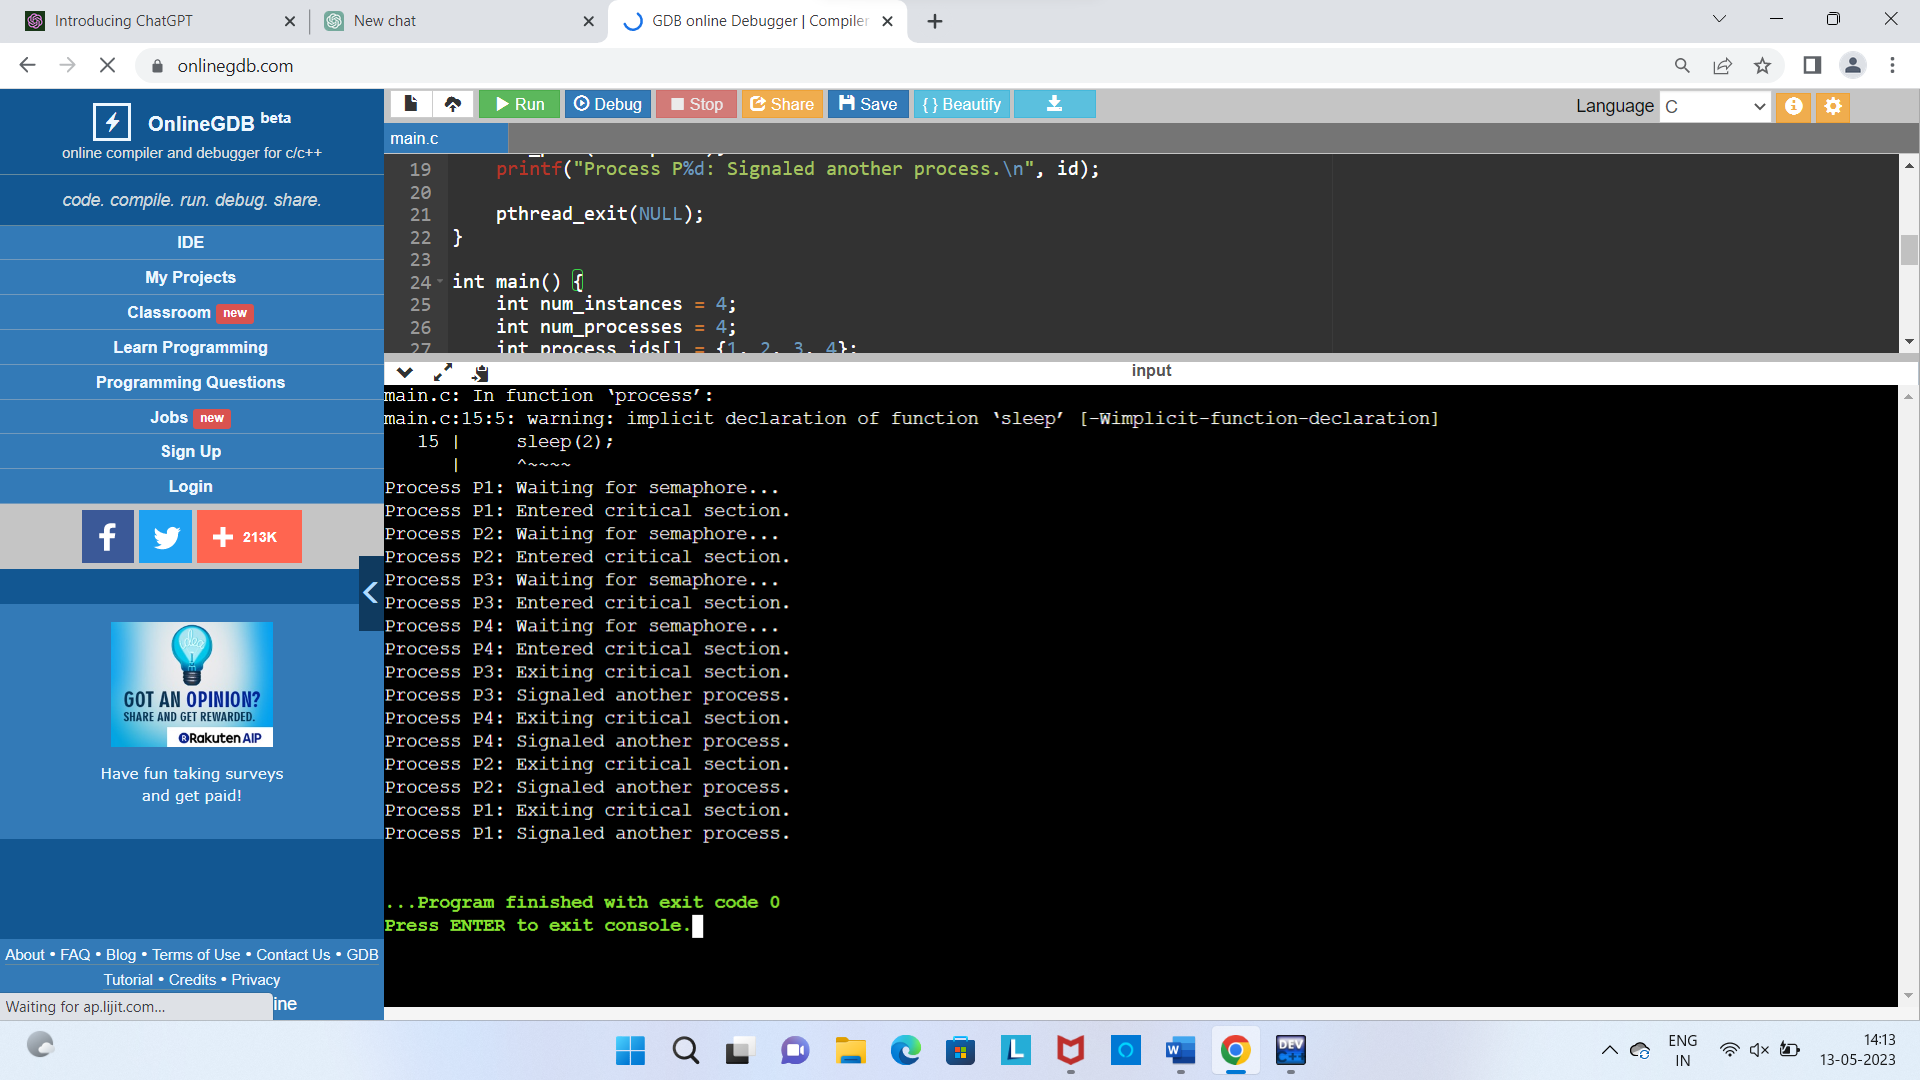 Introducing ChatGPT
New chat
GDB online Debugger | Compiler
onlinegdb.com
OnlineGDB beta
online compiler and debugger for c/c++
code. compile. run. debug. share.
IDE
My Projects
Classroom new
Learn Programming
Programming Questions
Jobs new
Sign Up
Login
f
213K
GOT AN OPINION?
SHARE AND GET REWARDED.
Rakuten AIP
Have fun taking surveys
and get paid!
About • FAQ • Blog • Terms of Use • Contact Us • GDB
Tutorial • Credits • Privacy
ine
Waiting for ap.lijit.com...
Run
Debug
Stop
Share
Save
{ } Beautify
Language C
main.c
19 printf("Process P%d: Signaled another process.\n", id);
20
21 pthread_exit(NULL);
22 }
23
24 int main() {
25 int num_instances = 4;
26 int num_processes = 4;
27 int process_ids[] = {1, 2, 3, 4};
input
main.c: In function ‘process’:
main.c:15:5: warning: implicit declaration of function ‘sleep’ [-Wimplicit-function-declaration]
15 | sleep(2);
| ^~~~~
Process P1: Waiting for semaphore...
Process P1: Entered critical section.
Process P2: Waiting for semaphore...
Process P2: Entered critical section.
Process P3: Waiting for semaphore...
Process P3: Entered critical section.
Process P4: Waiting for semaphore...
Process P4: Entered critical section.
Process P3: Exiting critical section.
Process P3: Signaled another process.
Process P4: Exiting critical section.
Process P4: Signaled another process.
Process P2: Exiting critical section.
Process P2: Signaled another process.
Process P1: Exiting critical section.
Process P1: Signaled another process.
...Program finished with exit code 0
Press ENTER to exit console.
L
W
DEV
C++
ENG
IN
14:13
13-05-2023